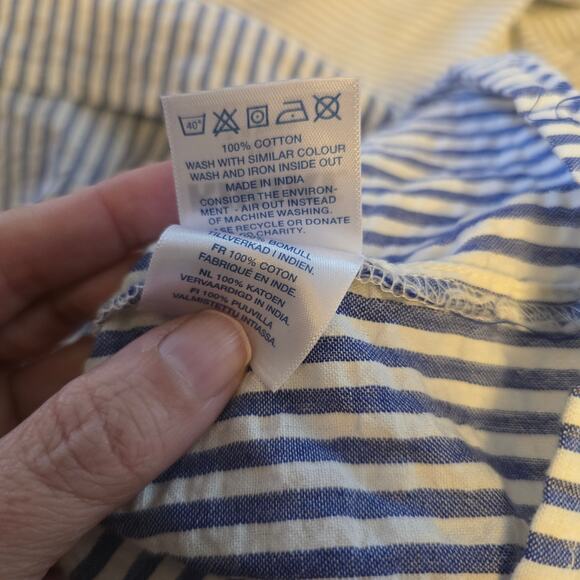 40°
100% COTTON
WASH WITH SIMILAR COLOUR
WASH AND IRON INSIDE OUT
MADE IN INDIA
CONSIDER THE ENVIRON-
MENT - AIR OUT INSTEAD
OF MACHINE WASHING.
RECYCLE OR DONATE
CHARITY.
BOMULL
TILLVERKAD I INDIEN.
FR 100% COTON
FABRIQUÉ EN INDE.
NL 100% KATOEN
VERVAARDIGD IN INDIA.
FI 100% PUUVILLA
VALMISTETTU INTIASSA.